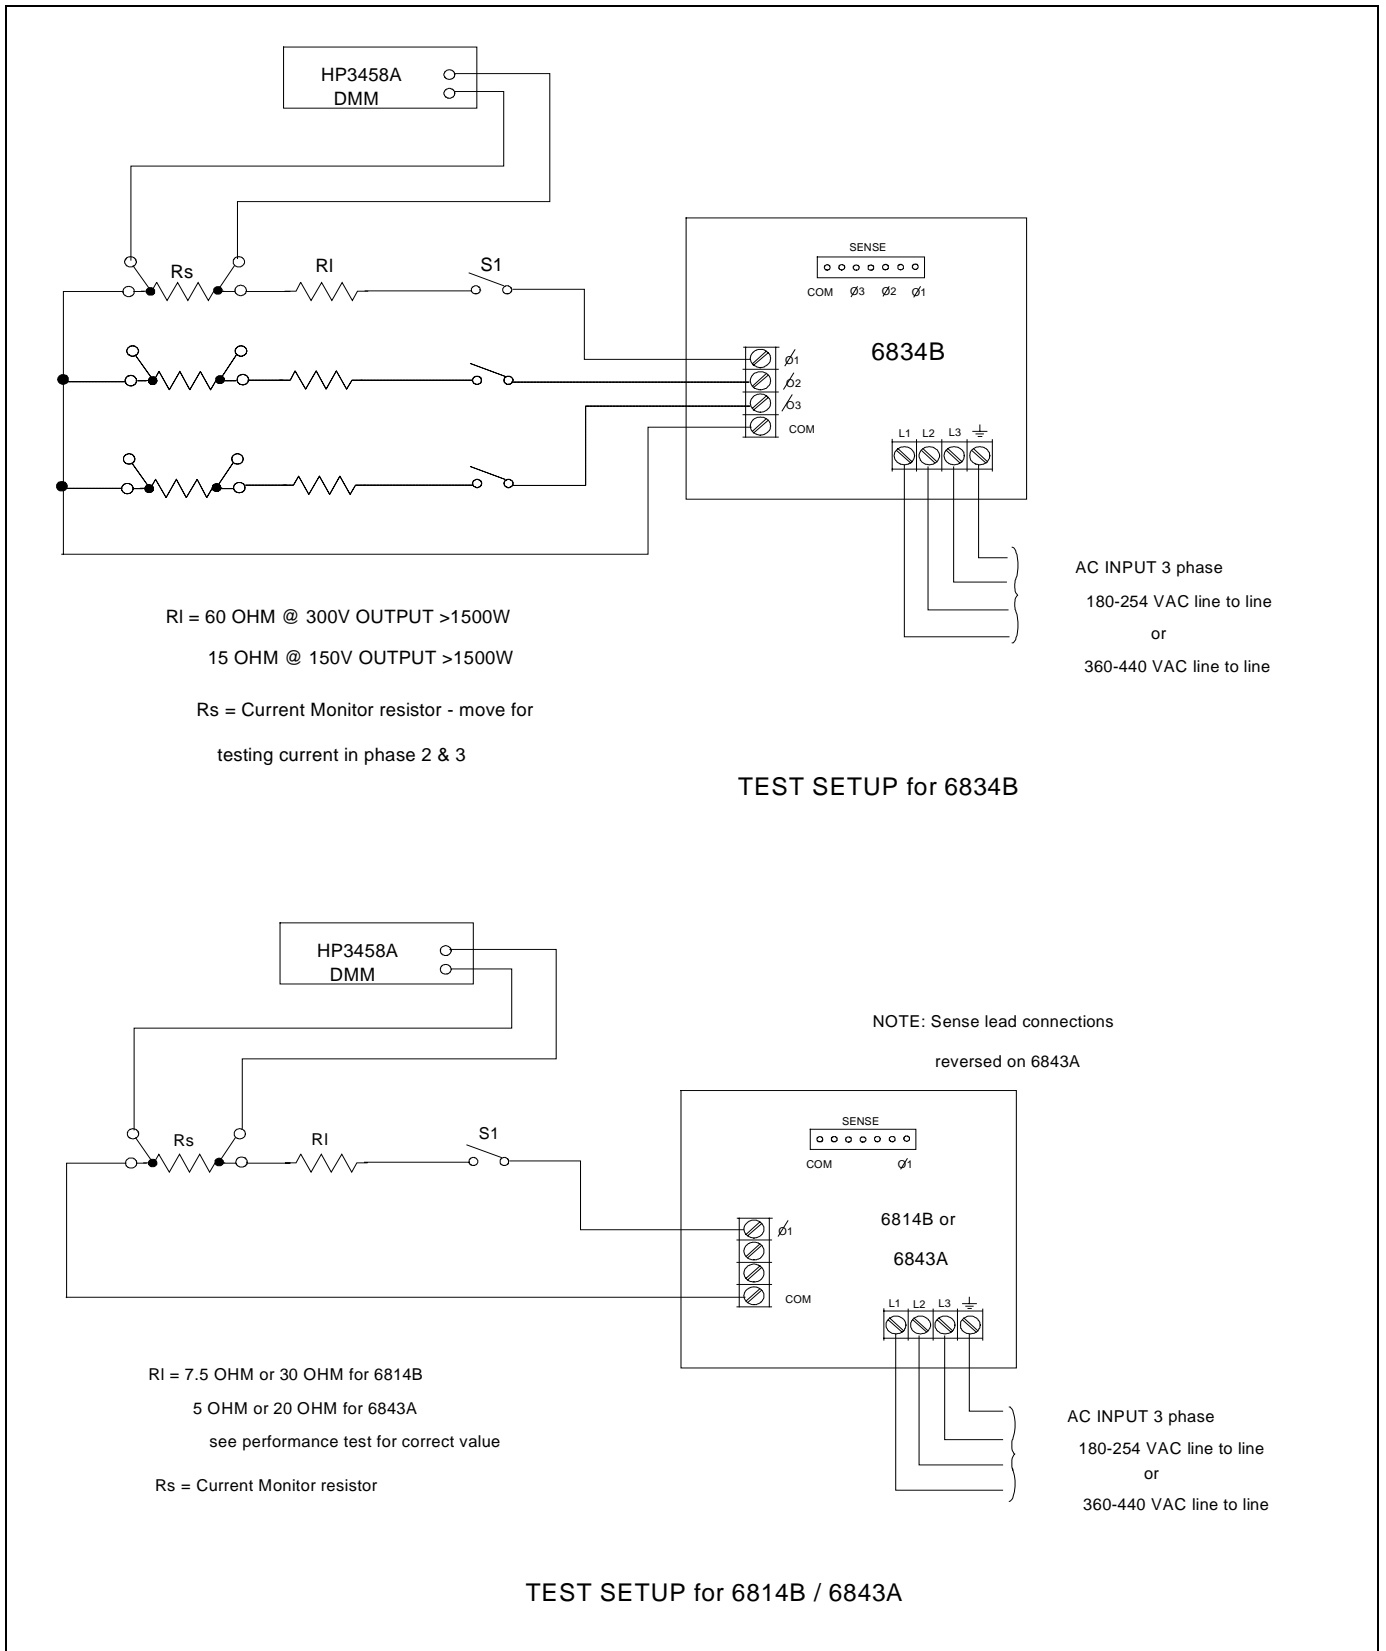 HP3458A
DMM
Rs
Rl
S1
SENSE
COM Ø3 Ø2 Ø1
6834B
Ø1
Ø2
Ø3
COM
L1 L2 L3
AC INPUT 3 phase
180-254 VAC line to line
or
360-440 VAC line to line
Rl = 60 OHM @ 300V OUTPUT >1500W
15 OHM @ 150V OUTPUT >1500W
Rs = Current Monitor resistor - move for
testing current in phase 2 & 3
TEST SETUP for 6834B
HP3458A
DMM
NOTE: Sense lead connections
reversed on 6843A
Rs
Rl
S1
SENSE
COM Ø1
6814B or
6843A
Ø1
COM
L1 L2 L3
Rl = 7.5 OHM or 30 OHM for 6814B
5 OHM or 20 OHM for 6843A
see performance test for correct value
Rs = Current Monitor resistor
AC INPUT 3 phase
180-254 VAC line to line
or
360-440 VAC line to line
TEST SETUP for 6814B / 6843A